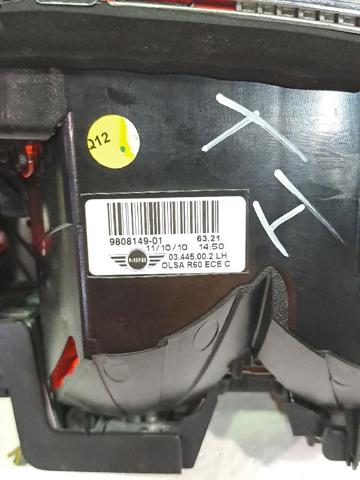 Q12
9808149-01 63.21
11/10/10 14:50
MINI 03.445.00.2 LH
OLSA R60 ECE C